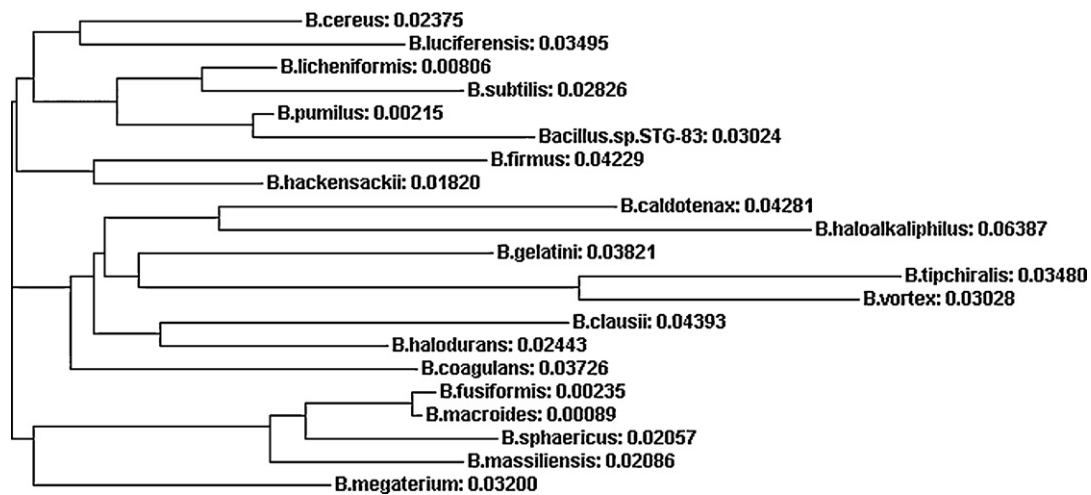 B.cereus: 0.02375
B.luciferensis: 0.03495
B.licheniformis: 0.00806
B.subtilis: 0.02826
B.pumilus: 0.00215
Bacillus.sp.STG-83: 0.03024
B.firmus: 0.04229
B.hackensackii: 0.01820
B.caldotenax: 0.04281
B.haloalkaliphilus: 0.06387
B.gelatini: 0.03821
B.tipchiralis: 0.03480
B.vortex: 0.03028
B.clausii: 0.04393
B.halodurans: 0.02443
B.coagulans: 0.03726
B.fusiformis: 0.00235
B.macroides: 0.00089
B.sphaericus: 0.02057
B.massiliensis: 0.02086
B.megaterium: 0.03200